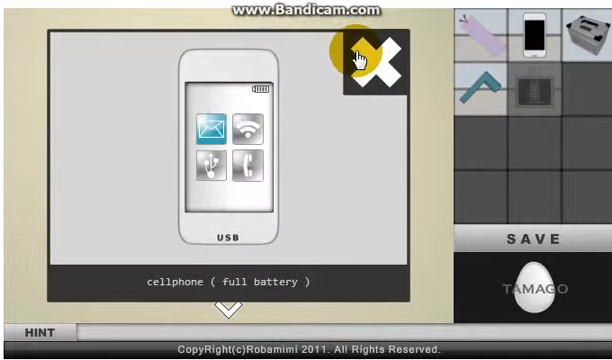 www.Bandicam.com
USB
cellphone ( full battery )
SAVE
TAMAGO
HINT
CopyRight(c)Robamimi 2011. All Rights Reserved.